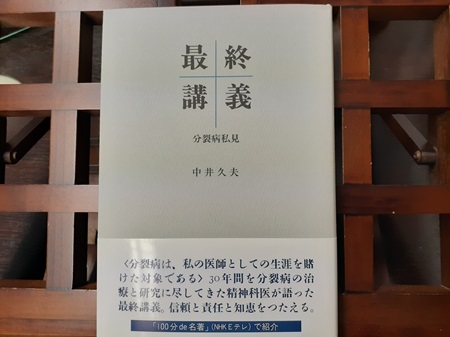 最終
講義
分裂病私見
中井久夫
〈分裂病は、私の医師としての生涯を賭
けた対象である〉30年間を分裂病の治
療と研究に尽してきた精神科医が語った
最終講義。信頼と責任と知恵をつたえる。
「100分de名著」(NHK Eテレ)で紹介